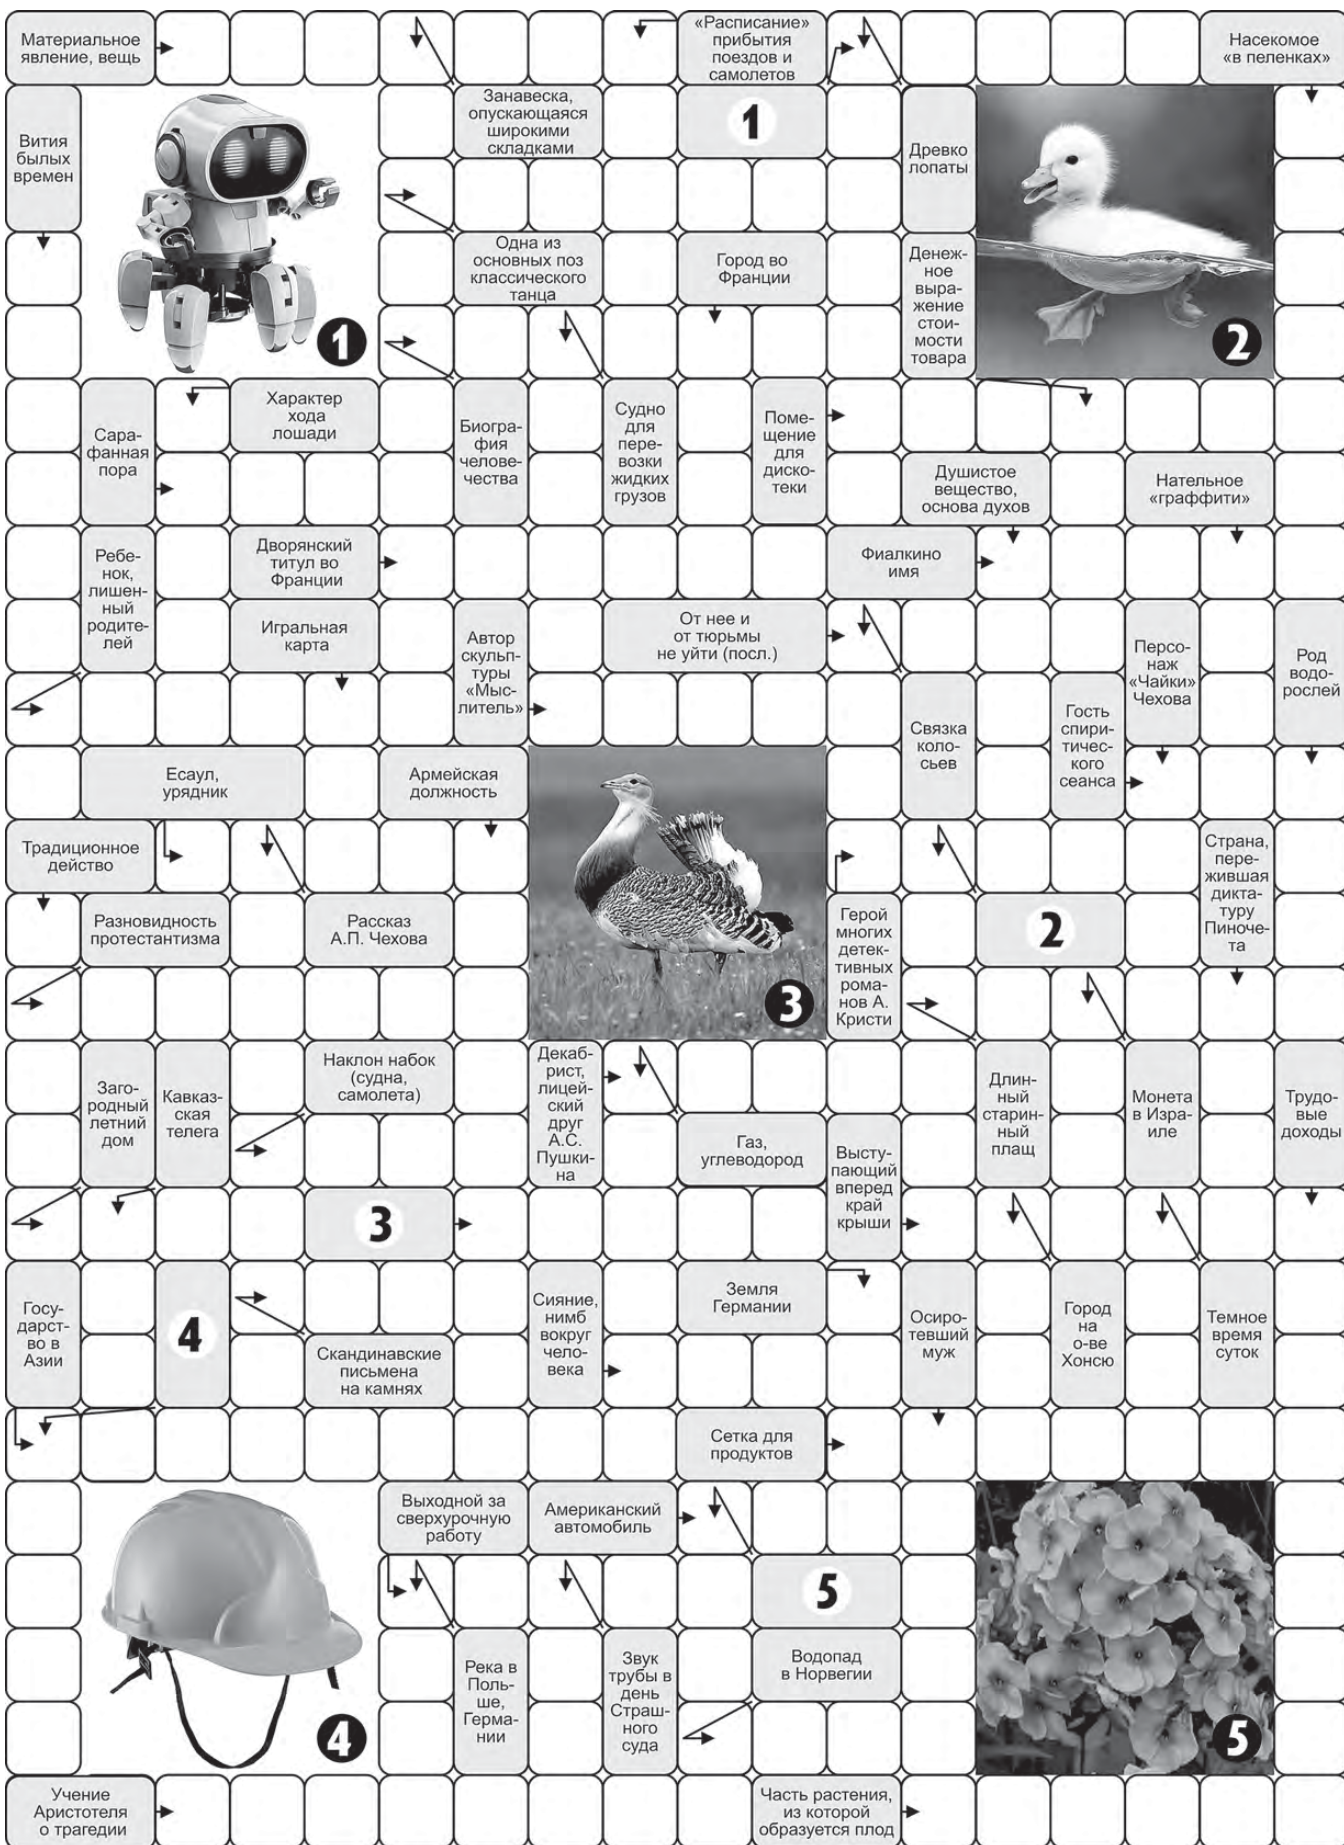 Материальное
явление, вещь
«Расписание»
прибытия
поездов и
самолетов
Насекомое
«в пеленках»
Вития
былых
времен
Занавеска,
опускающаяся
широкими
складками
1
Древко
лопаты
Одна из
основных поз
классического
танца
Город во
Франции
Денеж-
ное
выра-
жение
стои-
мости
товара
1
2
Сара-
фанная
пора
Характер
хода
лошади
Биогра-
фия
челове-
чества
Судно
для
пере-
возки
жидких
грузов
Поме-
щение
для
диско-
теки
Душистое
вещество,
основа духов
Нательное
«граффити»
Ребе-
нок,
лишен-
ный
родите-
лей
Дворянский
титул во
Франции
Фиалкино
имя
Игральная
карта
Автор
скульп-
туры
«Мыс-
литель»
От нее и
от тюрьмы
не уйти (посл.)
Персо-
наж
«Чайки»
Чехова
Род
водо-
рослей
Связка
коло-
сьев
Гость
спири-
тичес-
кого
сеанса
Есаул,
урядник
Армейская
должность
Традиционное
действо
Страна,
пере-
жившая
дикта-
туру
Пиноче-
та
Разновидность
протестантизма
Рассказ
А.П. Чехова
3
Герой
многих
детек-
тивных
рома-
нов А.
Кристи
2
Заго-
родный
летний
дом
Кавказ-
ская
телега
Наклон набок
(судна,
самолета)
Декаб-
рист,
лицей-
ский
друг
А.С.
Пушки-
на
Газ,
углеводород
Высту-
пающий
вперед
край
крыши
Длин-
ный
старин-
ный
плащ
Монета
в Изра-
иле
Трудо-
вые
доходы
3
Госу-
дарст-
во в
Азии
4
Скандинавские
письмена
на камнях
Сияние,
нимб
вокруг
чело-
века
Земля
Германии
Осиро-
тевший
муж
Город
на
о-ве
Хонсю
Темное
время
суток
Сетка для
продуктов
Выходной за
сверхурочную
работу
Американский
автомобиль
5
4
Река в
Поль-
ше,
Герма-
нии
Звук
трубы в
день
Страш-
ного
суда
Водопад
в Норвегии
5
Учение
Аристотеля
о трагедии
Часть растения,
из которой
образуется плод